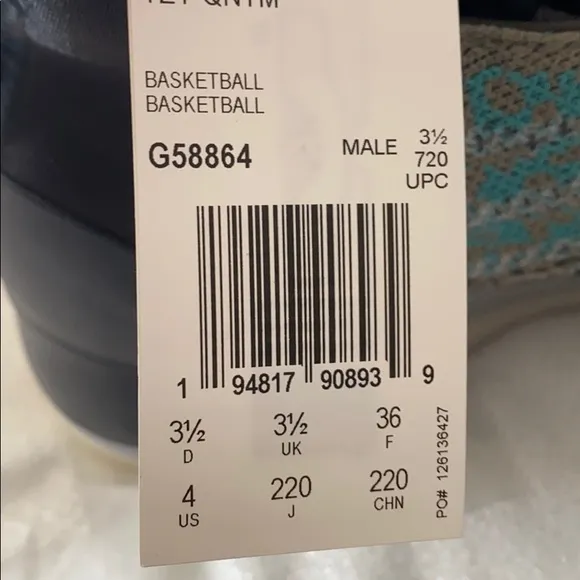 QNTM
BASKETBALL
BASKETBALL
G58864 MALE 3½
720
UPC
1 94817 90893 9
3½ 3½ 36
D UK F
4 220 220
US J CHN
PO# 126136427